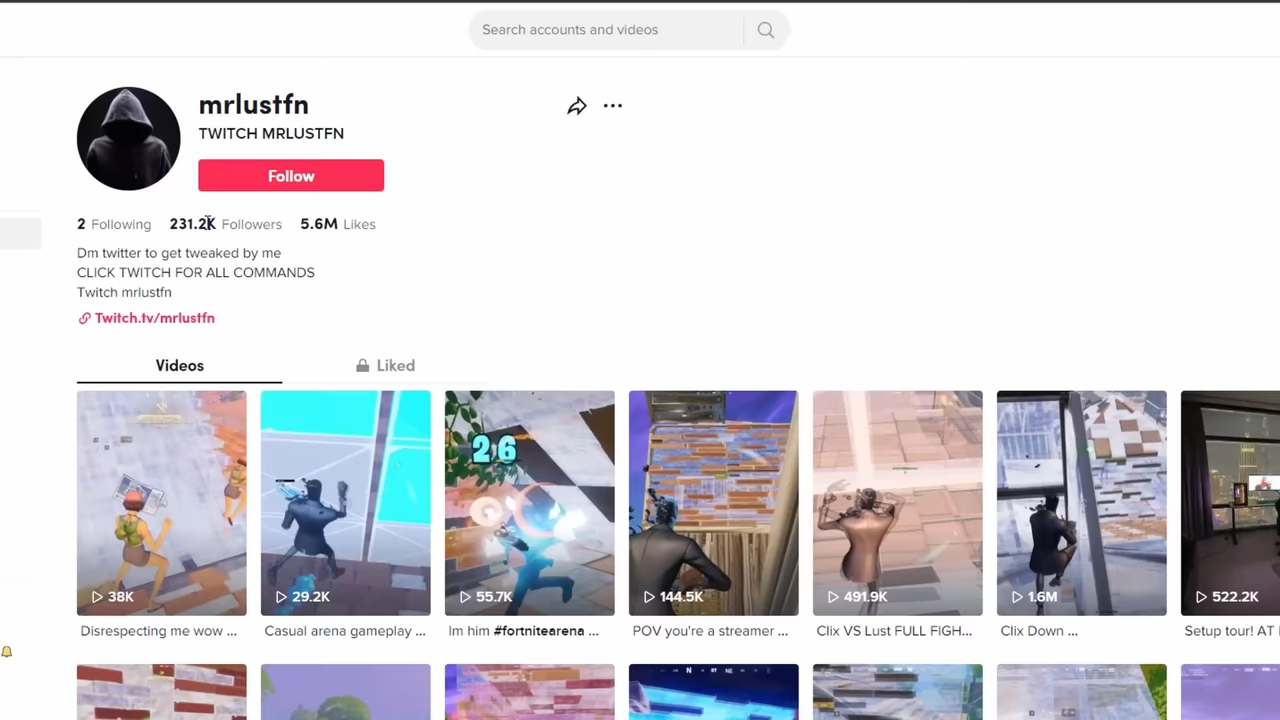 Search accounts and videos
mrlustfn
TWITCH MRLUSTFN
Follow
2 Following 231.2K Followers 5.6M Likes
Dm twitter to get tweaked by me
CLICK TWITCH FOR ALL COMMANDS
Twitch mrlustfn
Twitch.tv/mrlustfn
Videos Liked
26
38K 29.2K 55.7K 144.5K 491.9K 1.6M 522.2K
Disrespecting me wow ... Casual arena gameplay ... Im him #fortnitearena ... POV you're a streamer ... Clix VS Lust FULL FIGH... Clix Down ... Setup tour! AT